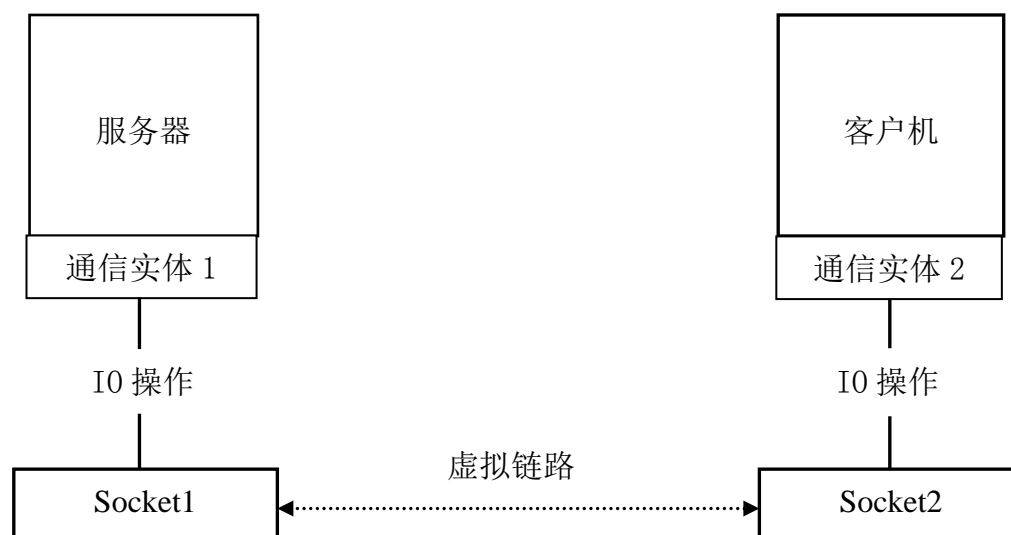 服务器
客户机
通信实体 1
通信实体 2
IO 操作
IO 操作
虚拟链路
Socket1
Socket2